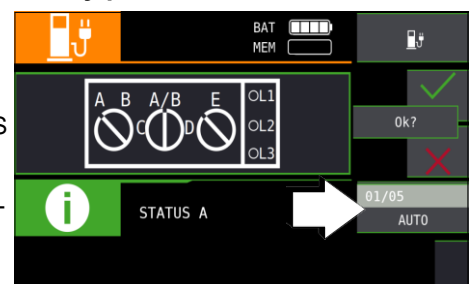 BAT
MEM
A B A/B E OL1
C D OL2
OL3
Ok?
S
-
i
STATUS A
01/05
AUTO